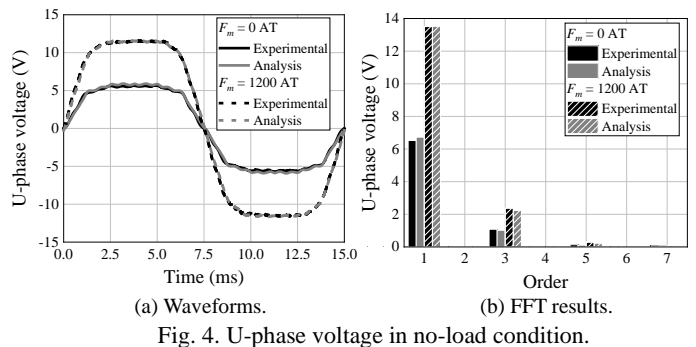 U-phase voltage (V)
15
10
5
0
-5
-10
-15
0.0 2.5 5.0 7.5 10.0 12.5 15.0
Time (ms)
Fm = 0 AT
Experimental
Analysis
Fm = 1200 AT
Experimental
Analysis
(a) Waveforms.
U-phase voltage (V)
14
12
10
8
6
4
2
0
1 2 3 4 5 6 7
Order
Fm = 0 AT
Experimental
Analysis
Fm = 1200 AT
Experimental
Analysis
(b) FFT results.
Fig. 4. U-phase voltage in no-load condition.